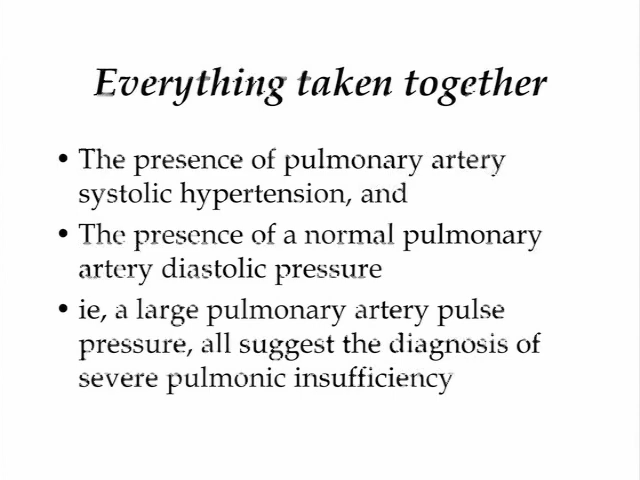 Everything taken together
• The presence of pulmonary artery
systolic hypertension, and
• The presence of a normal pulmonary
artery diastolic pressure
• ie, a large pulmonary artery pulse
pressure, all suggest the diagnosis of
severe pulmonic insufficiency